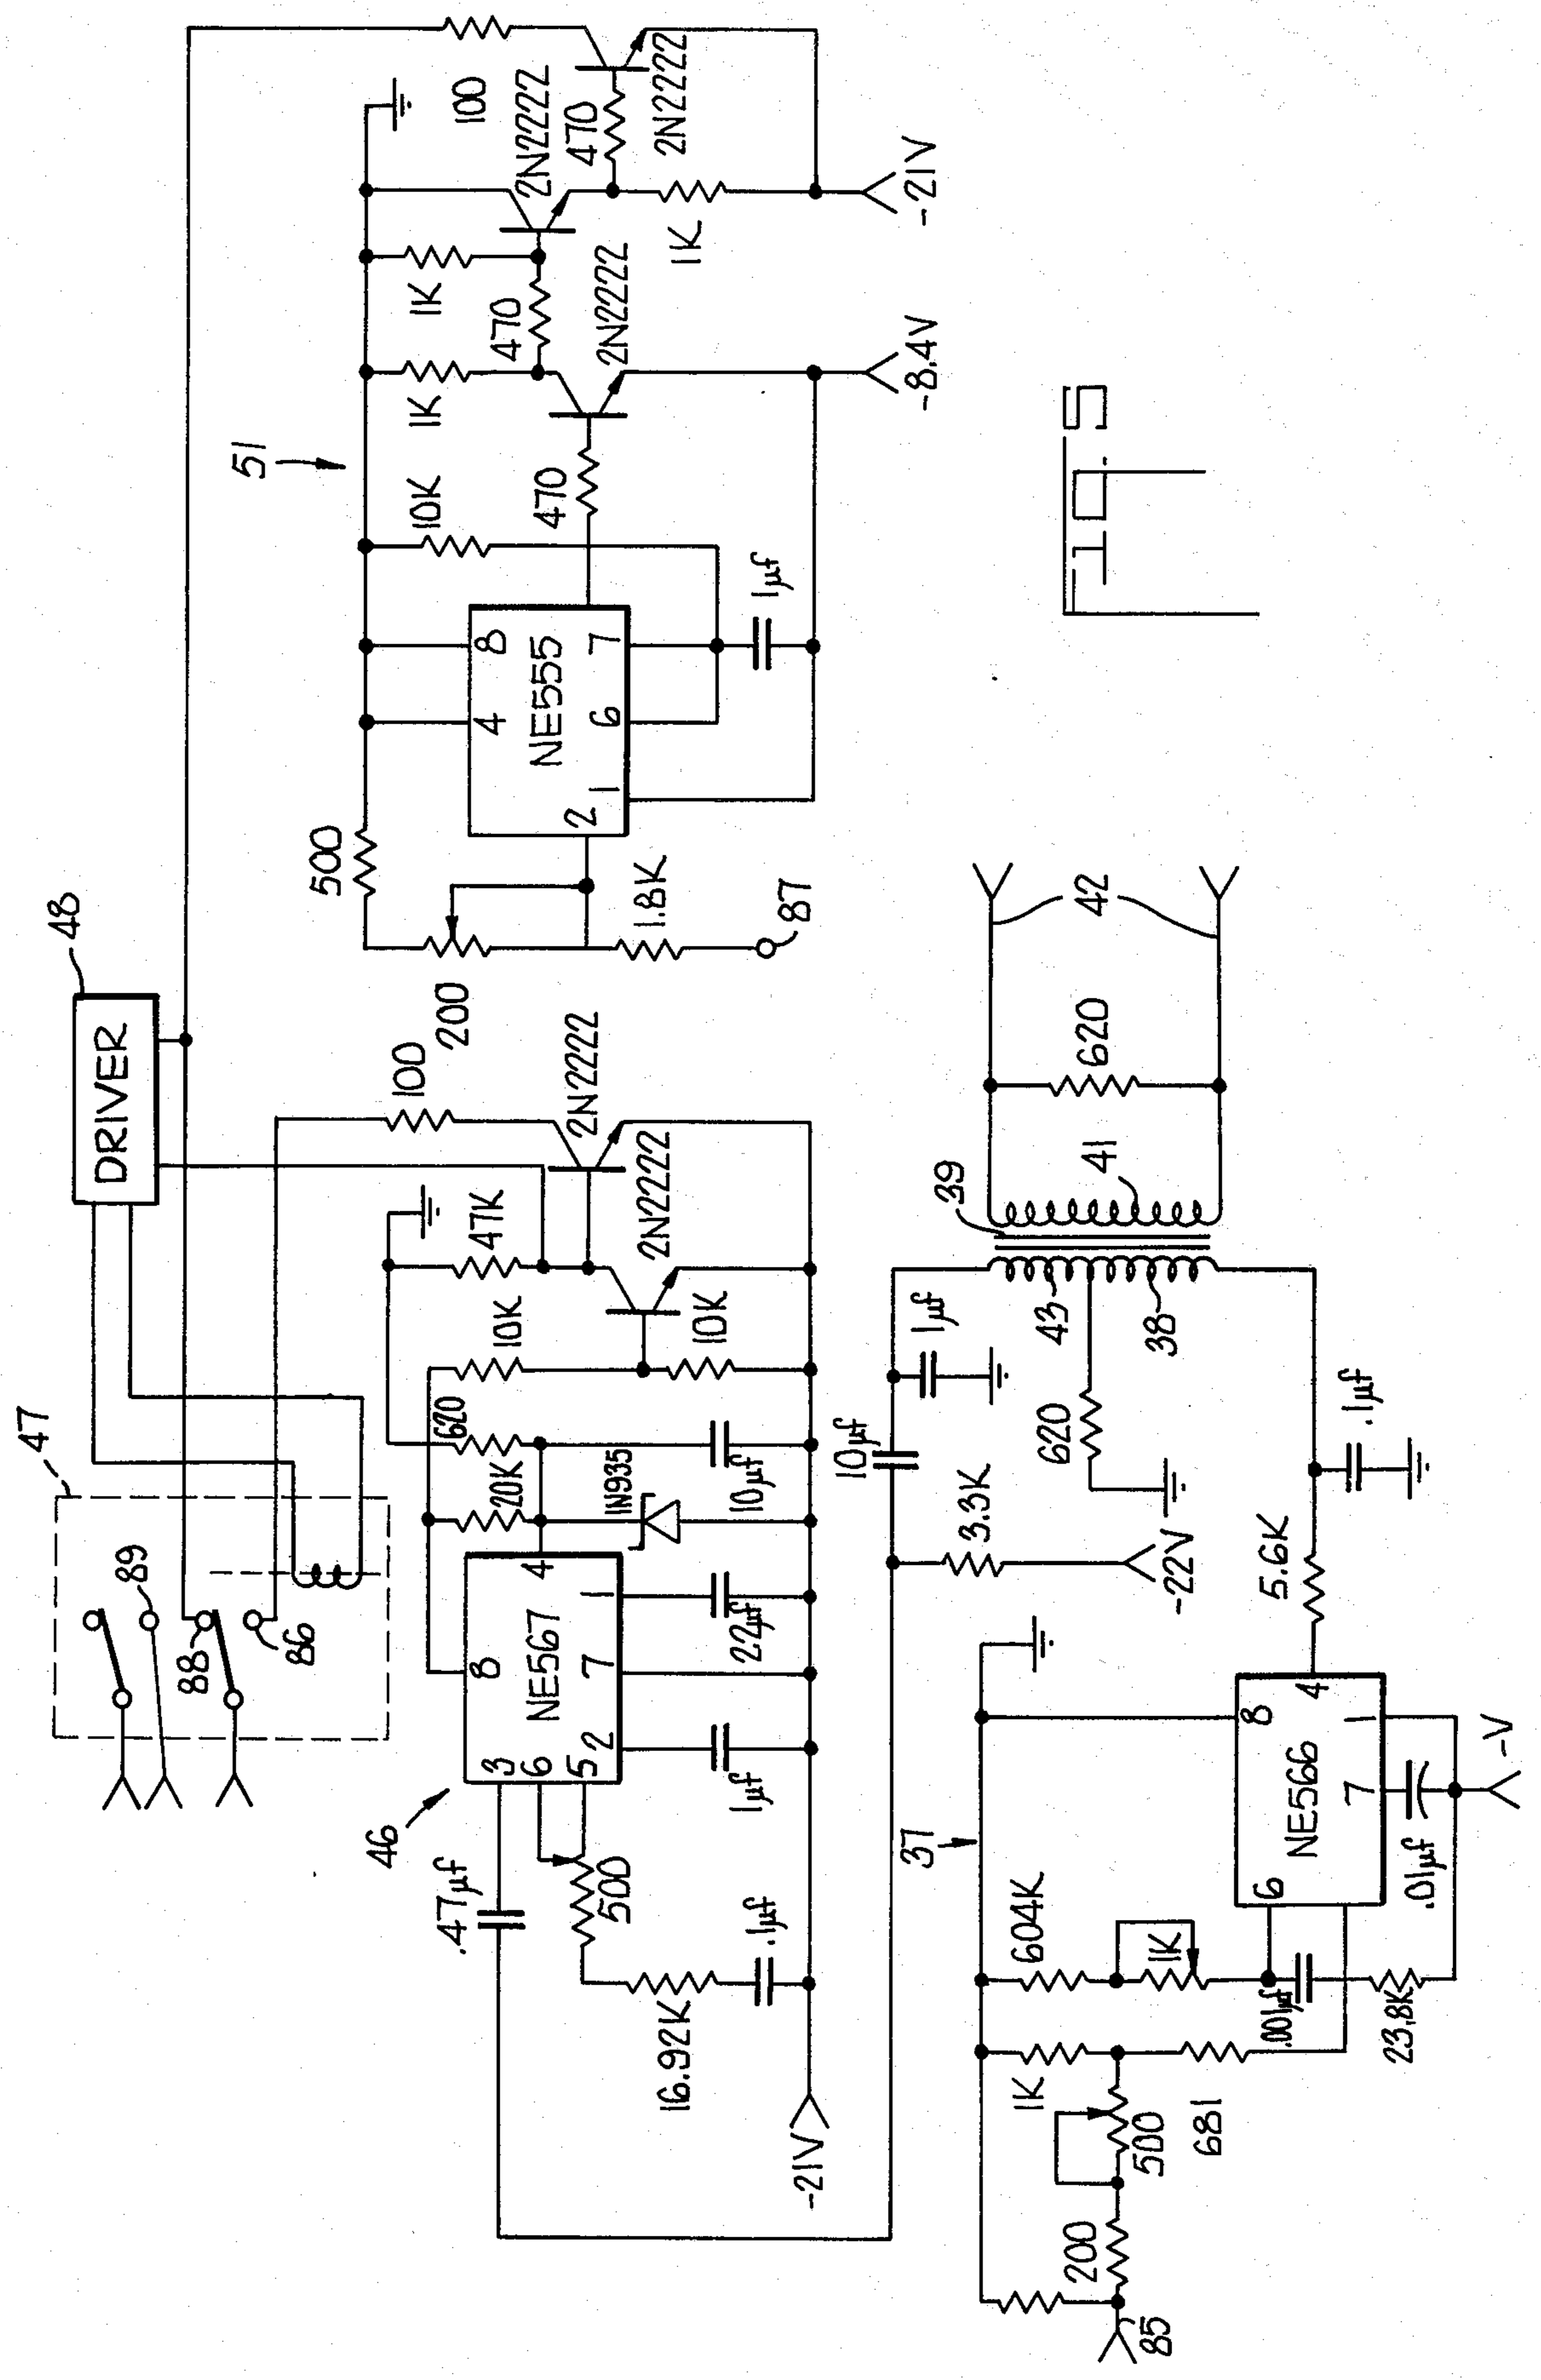 47
48
DRIVER
89
88
86
51
46
NE567
3
6
5
2
7
1
8
4
.47µf
500
16.92K
.1µf
1µf
22µf
1N935
10µf
20K
620
10K
10K
47K
2N2222
2N2222
100
-21V
500
200
1.8K
87
NE555
4
8
2
1
6
7
1µf
10K
470
1K
2N2222
-8.4V
470
1K
2N2222
1K
470
2N2222
100
-21V
10µf
1µf
3.3K
-22V
620
43
38
39
41
620
42
.1µf
5.6K
37
NE566
8
4
6
7
1
.01µf
-V
604K
1K
.001µf
23.8K
1K
681
500
200
85
FIG. 5